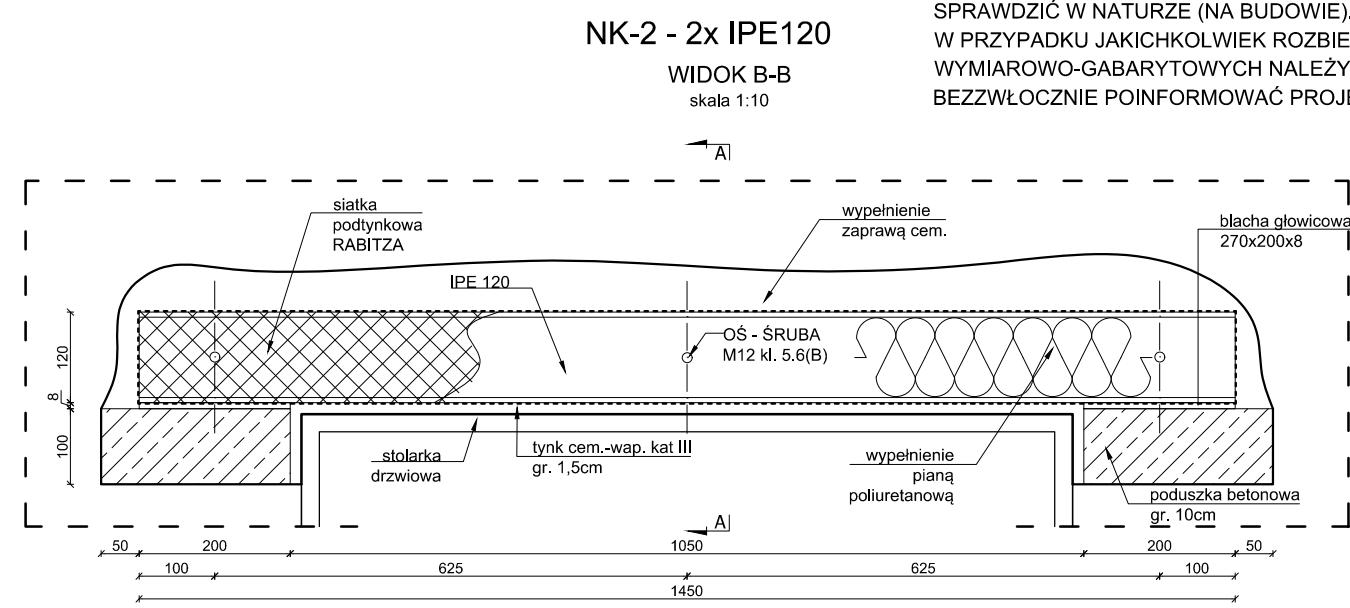 SPRAWDZIĆ W NATURZE (NA BUDOWIE).
W PRZYPADKU JAKICHKOLWIEK ROZBIE
WYMIAROWO-GABARYTOWYCH NALEŻY
BEZZWŁOCZNIE POINFORMOWAĆ PROJE
NK-2 - 2x IPE120
WIDOK B-B
skala 1:10
A
siatka
podtynkowa
RABITZA
wypełnienie
zaprawą cem.
blacha głowicowa
270x200x8
IPE 120
OŚ - ŚRUBA
M12 kl. 5.6(B)
120
8
100
stolarka
drzwiowa
tynk cem.-wap. kat III
gr. 1,5cm
wypełnienie
pianą
poliuretanową
poduszka betonowa
gr. 10cm
A
50 200 1050 200 50
100 625 625 100
1450